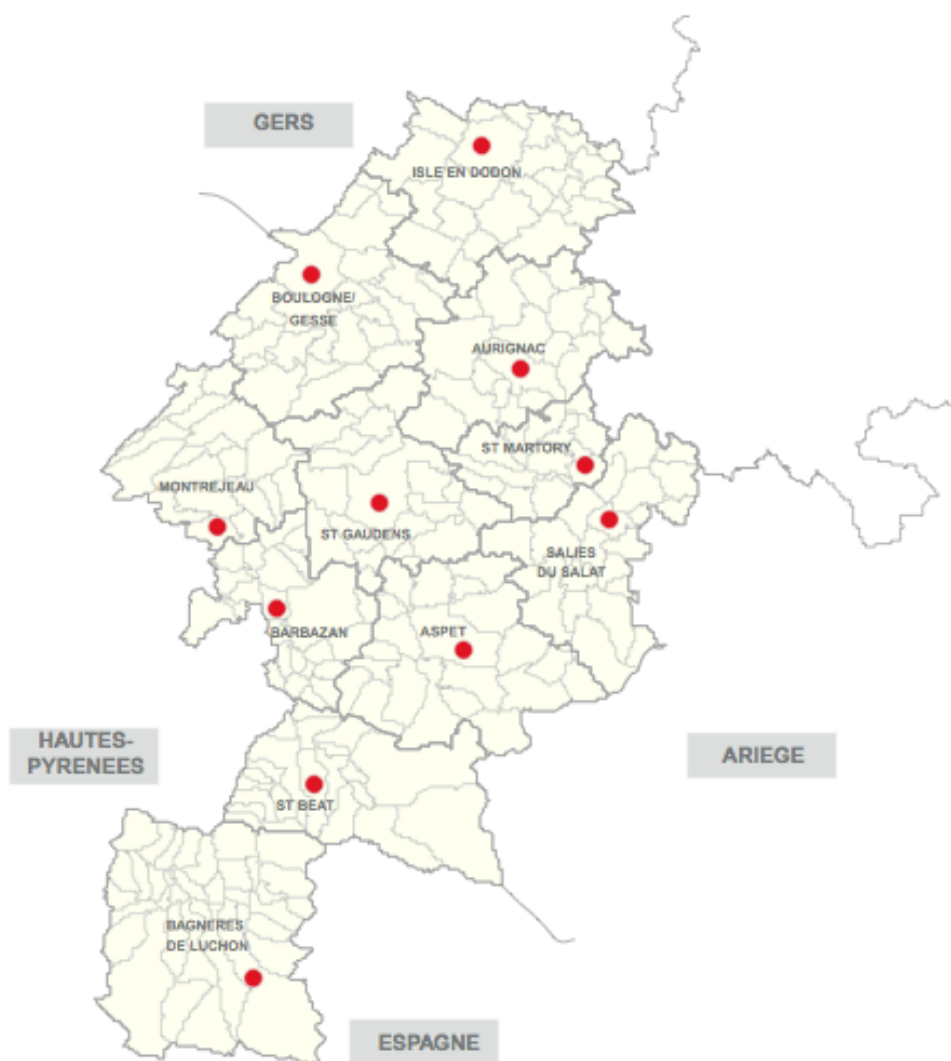 GERS
ISLE EN DODON
BOULOGNE/
GESSE
AURIGNAC
ST MARTORY
MONTREJEAU
ST GAUDENS
SALIES
DU SALAT
BARBAZAN
ASPET
HAUTES-
PYRENEES
ARIEGE
ST BEAT
BAGNERES
DE LUCHON
ESPAGNE